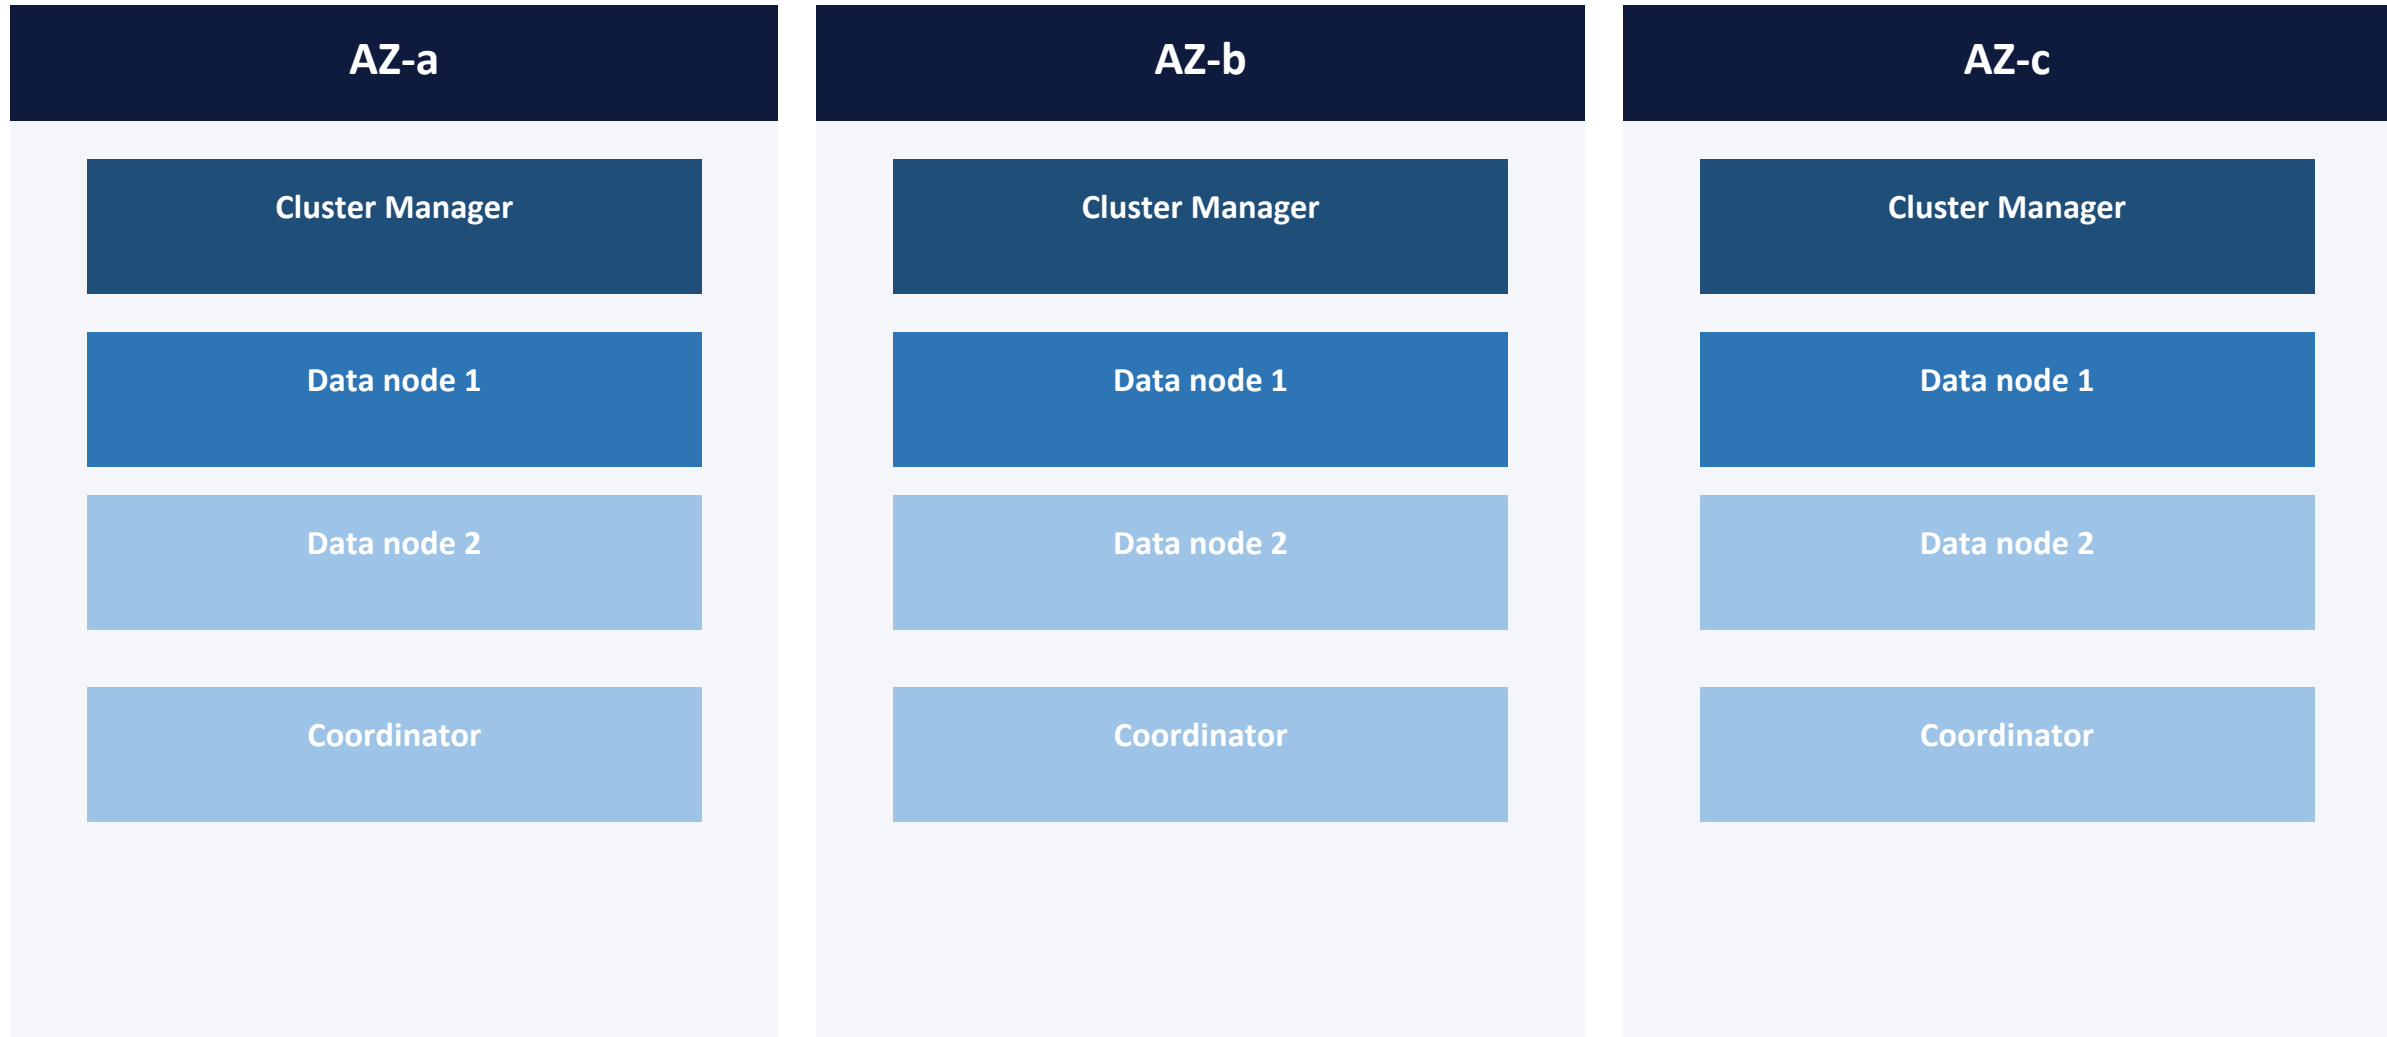 AZ-a
Cluster Manager
Data node 1
Data node 2
Coordinator
AZ-b
Cluster Manager
Data node 1
Data node 2
Coordinator
AZ-c
Cluster Manager
Data node 1
Data node 2
Coordinator